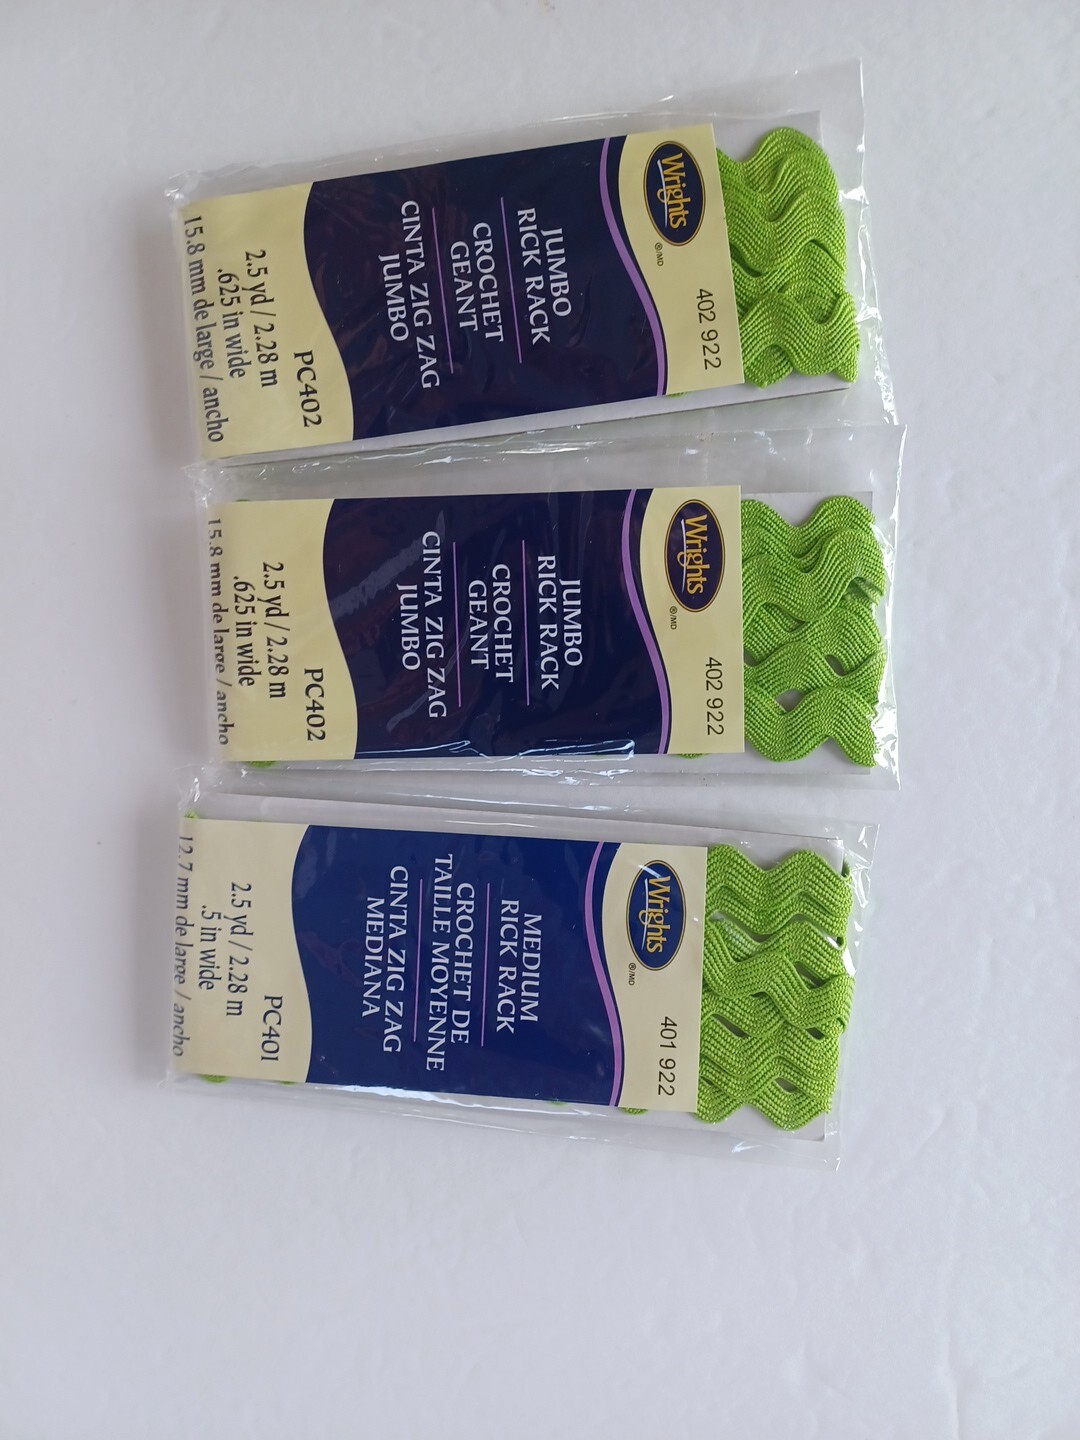 Wrights
®/MD
402 922
JUMBO
RICK RACK
CROCHET
GEANT
CINTA ZIG ZAG
JUMBO
PC402
2.5 yd / 2.28 m
.625 in wide
15.8 mm de large / ancho
Wrights
®/MD
402 922
JUMBO
RICK RACK
CROCHET
GEANT
CINTA ZIG ZAG
JUMBO
PC402
2.5 yd / 2.28 m
.625 in wide
15.8 mm de large / ancho
Wrights
®/MD
401 922
MEDIUM
RICK RACK
CROCHET DE
TAILLE MOYENNE
CINTA ZIG ZAG
MEDIANA
PC401
2.5 yd / 2.28 m
.5 in wide
12.7 mm de large / ancho